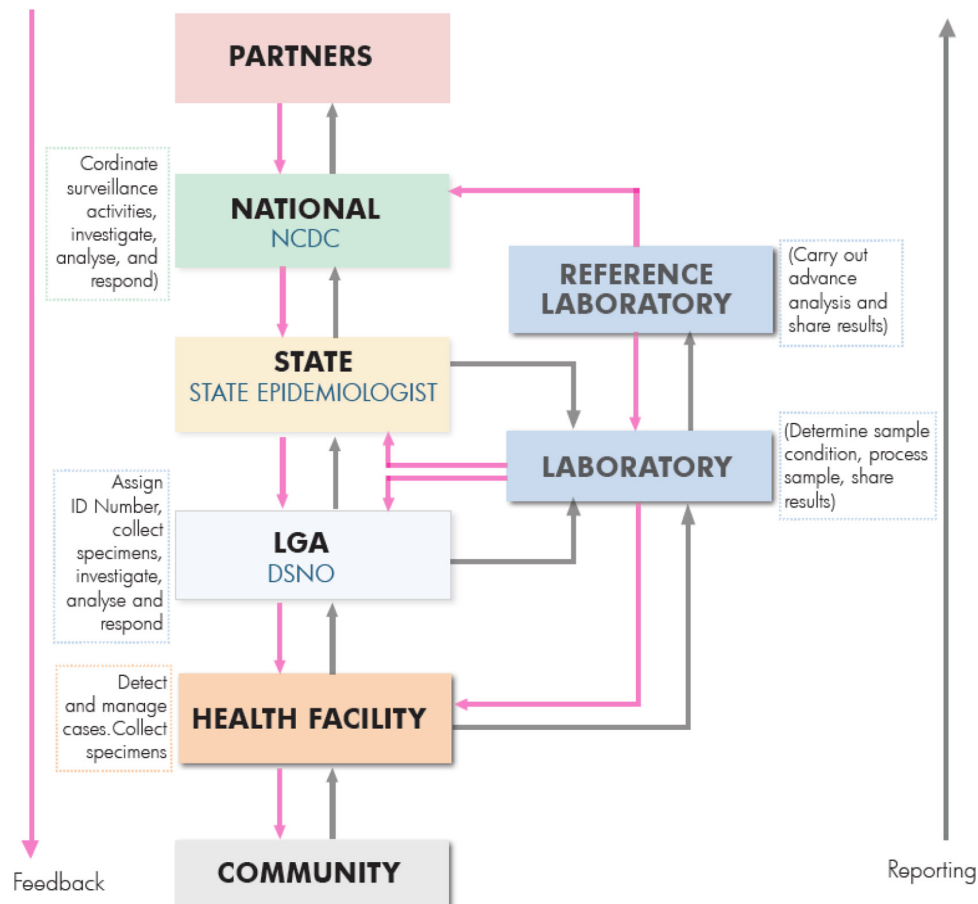 PARTNERS
Cordinate
surveillance
activities,
investigate,
analyse, and
respond)
NATIONAL
NCDC
REFERENCE
LABORATORY
(Carry out
advance
analysis and
share results)
STATE
STATE EPIDEMIOLOGIST
LABORATORY
(Determine sample
condition, process
sample, share
results)
Assign
ID Number,
collect
specimens,
investigate,
analyse and
respond
LGA
DSNO
Detect
and manage
cases.Collect
specimens
HEALTH FACILITY
COMMUNITY
Feedback
Reporting